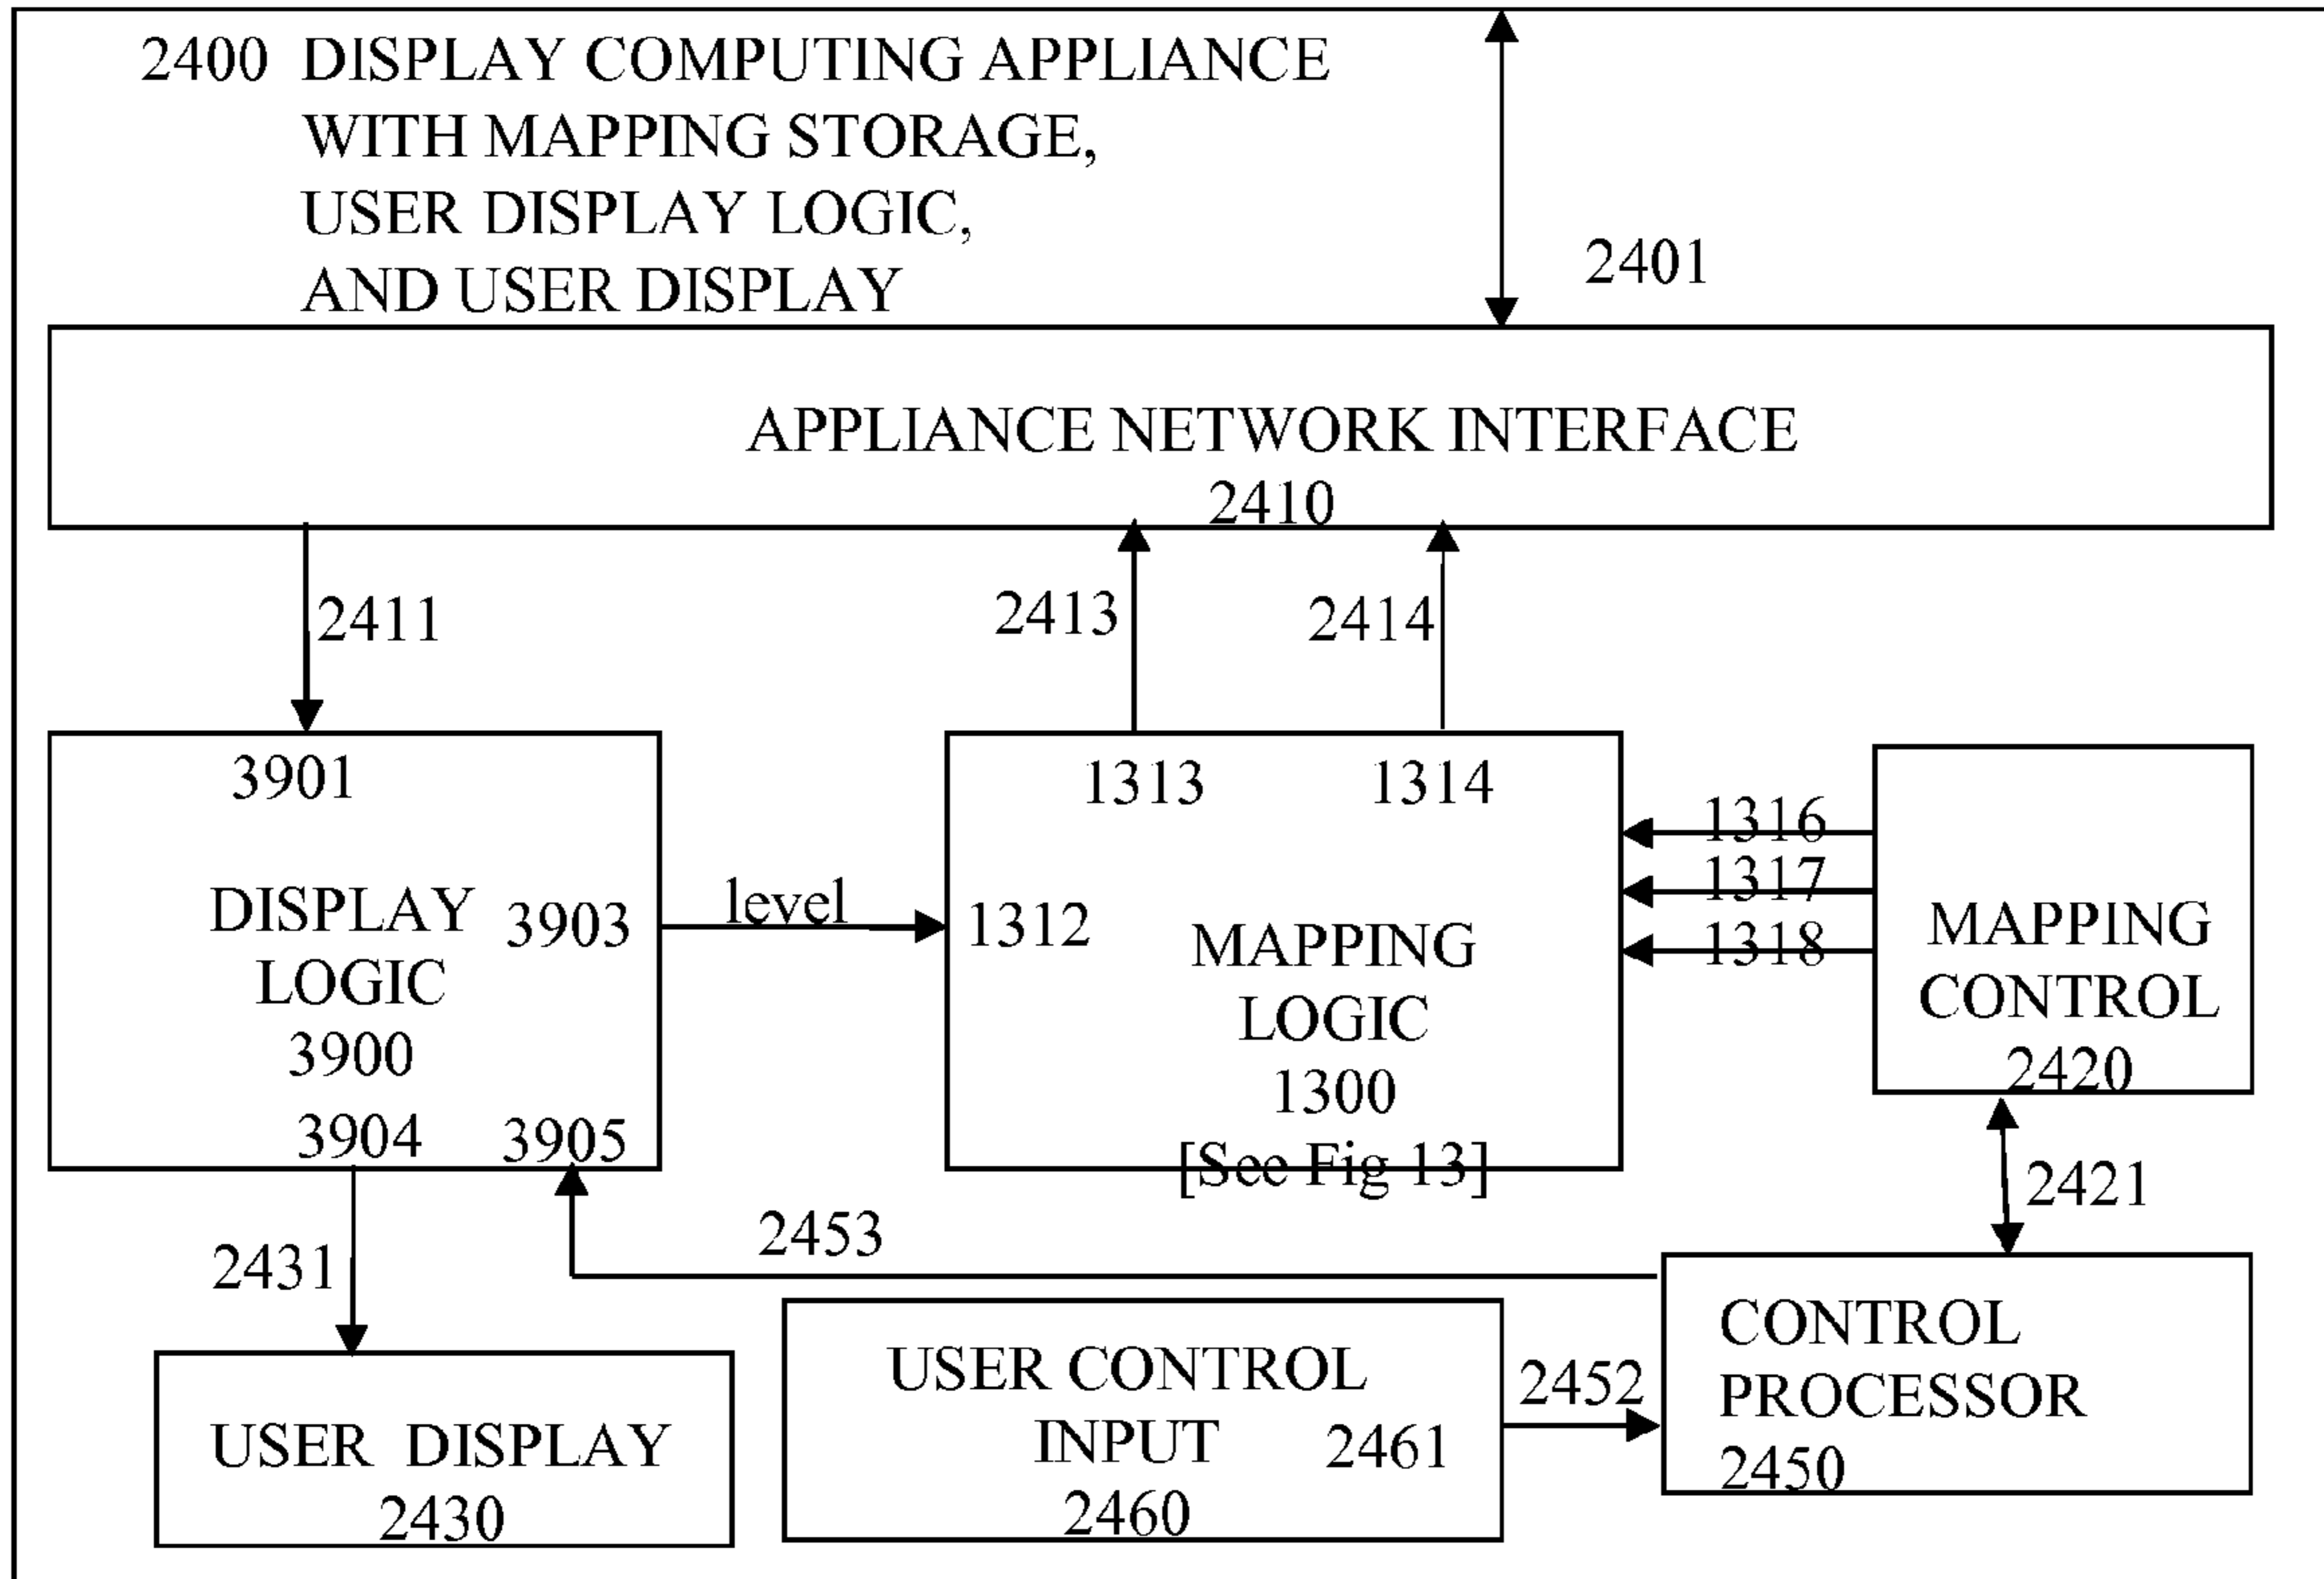 2400 DISPLAY COMPUTING APPLIANCE
WITH MAPPING STORAGE,
USER DISPLAY LOGIC,
AND USER DISPLAY
2401
APPLIANCE NETWORK INTERFACE
2410
2411
2413
2414
3901
DISPLAY
LOGIC
3900
3903
3904
3905
level
1313
1314
1312
MAPPING
LOGIC
1300
[See Fig 13]
1316
1317
1318
MAPPING
CONTROL
2420
2421
2453
2431
USER DISPLAY
2430
USER CONTROL
INPUT
2461
2460
2452
CONTROL
PROCESSOR
2450